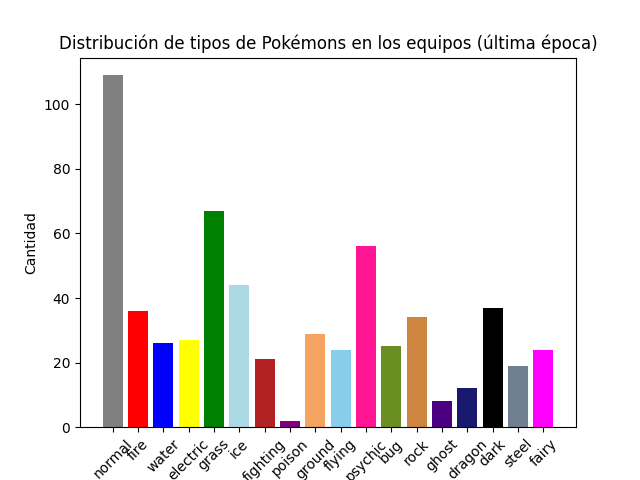 Distribución de tipos de Pokémons en los equipos (última época)
Cantidad
100
80
60
40
20
0
normal
fire
water
electric
grass
ice
fighting
poison
ground
flying
psychic
bug
rock
ghost
dragon
dark
steel
fairy